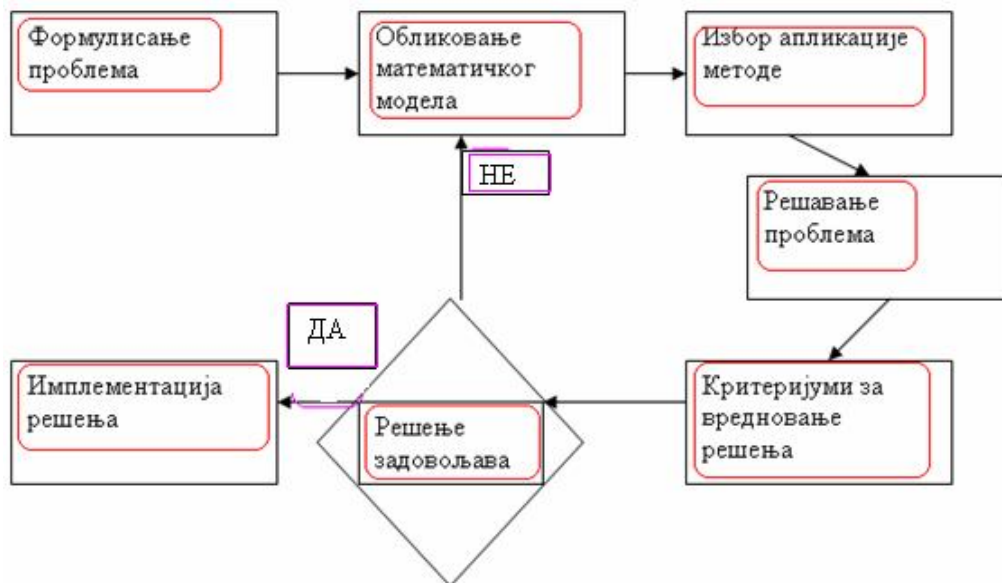 Формулисање
проблема
Обликовање
математичког
модела
Избор апликације
методе
НЕ
Решавање
проблема
ДА
Имплементација
решења
Решење
задовољава
Критеријуми за
вредновање
решења